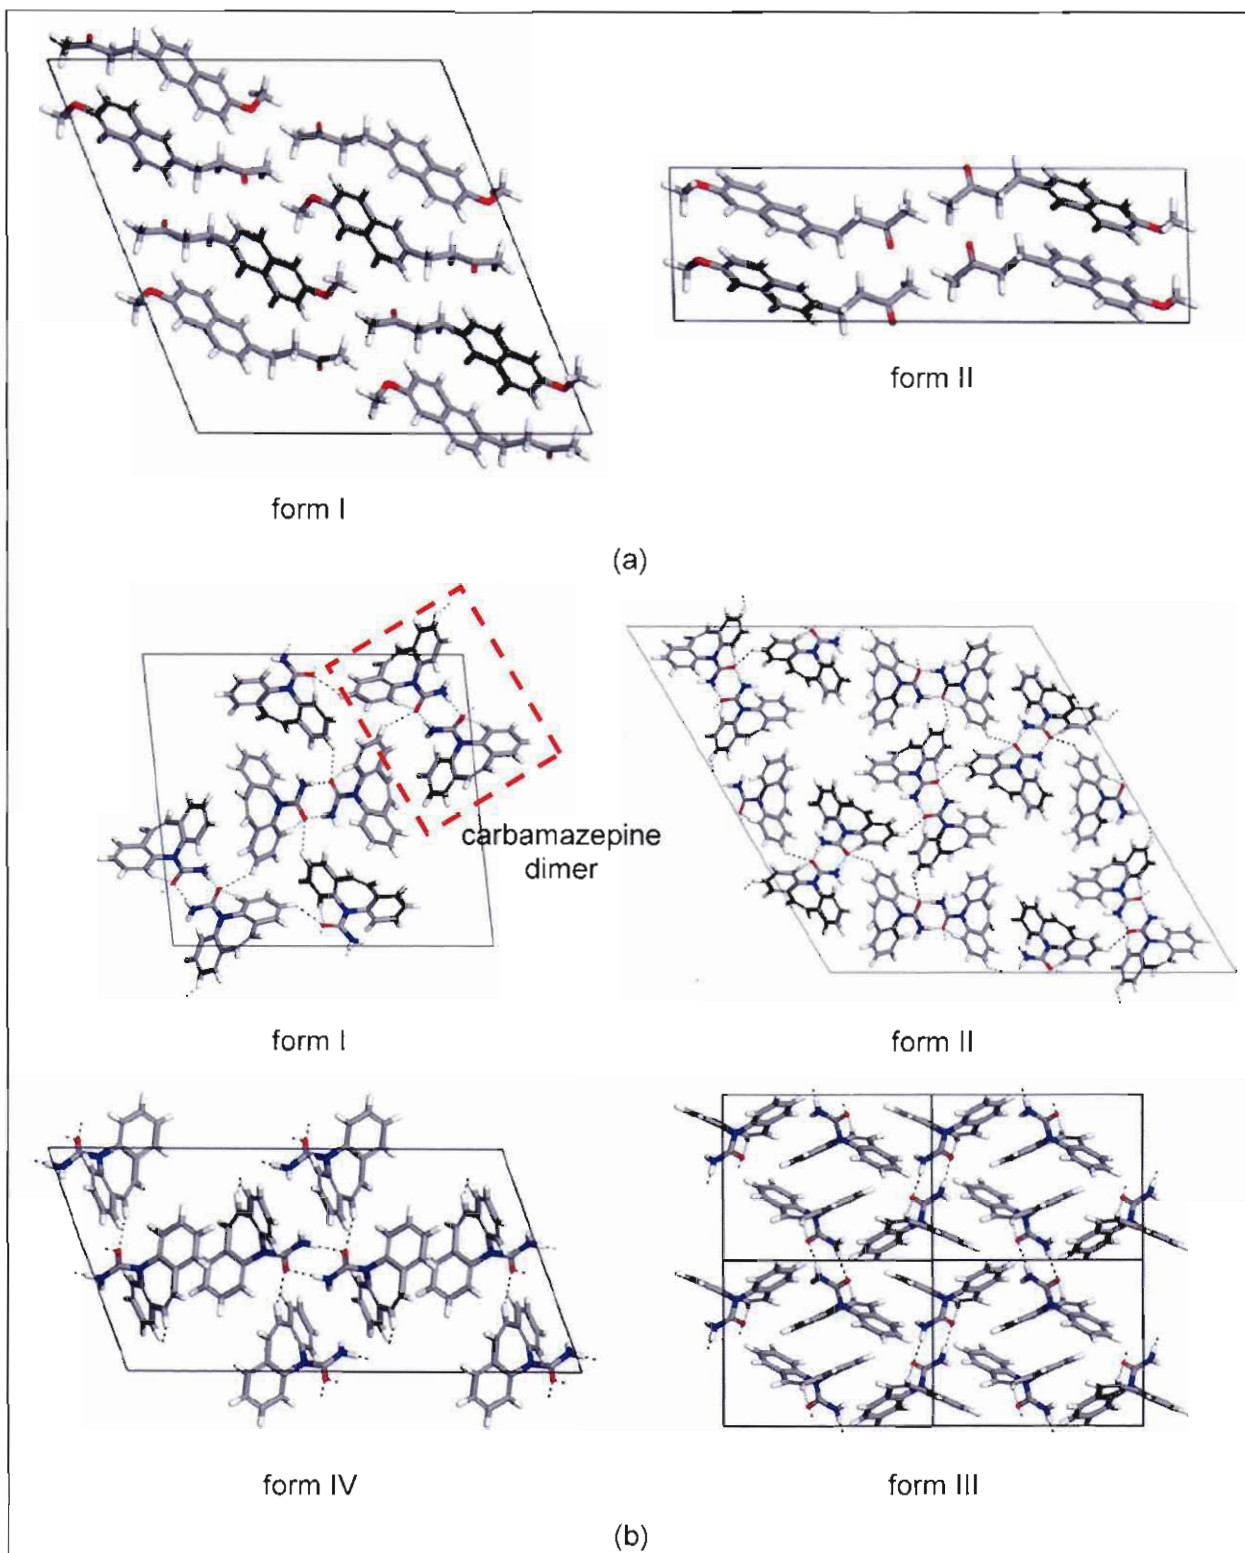 form I
form II
(a)
carbamazepine
dimer
form I
form II
form IV
form III
(b)